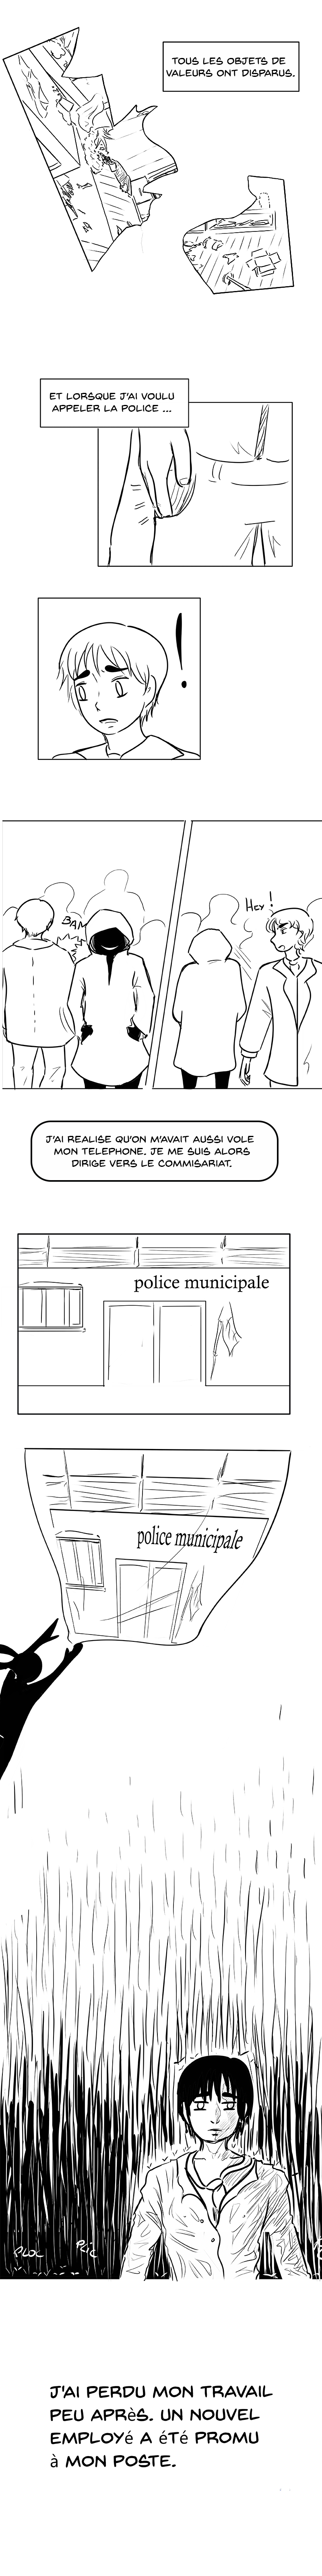 TOUS LES OBJETS DE
VALEURS ONT DISPARUS.
ET LORSQUE J'AI VOULU
APPELER LA POLICE ...
!
BAM
HEY !
J'AI REALISE QU'ON M'AVAIT AUSSI VOLE
MON TELEPHONE. JE ME SUIS ALORS
DIRIGE VERS LE COMMISARIAT.
police municipale
police municipale
PLOC
PLIC
J'AI PERDU MON TRAVAIL
PEU APRèS. UN NOUVEL
EMPLOYé A éTé PROMU
à MON POSTE.